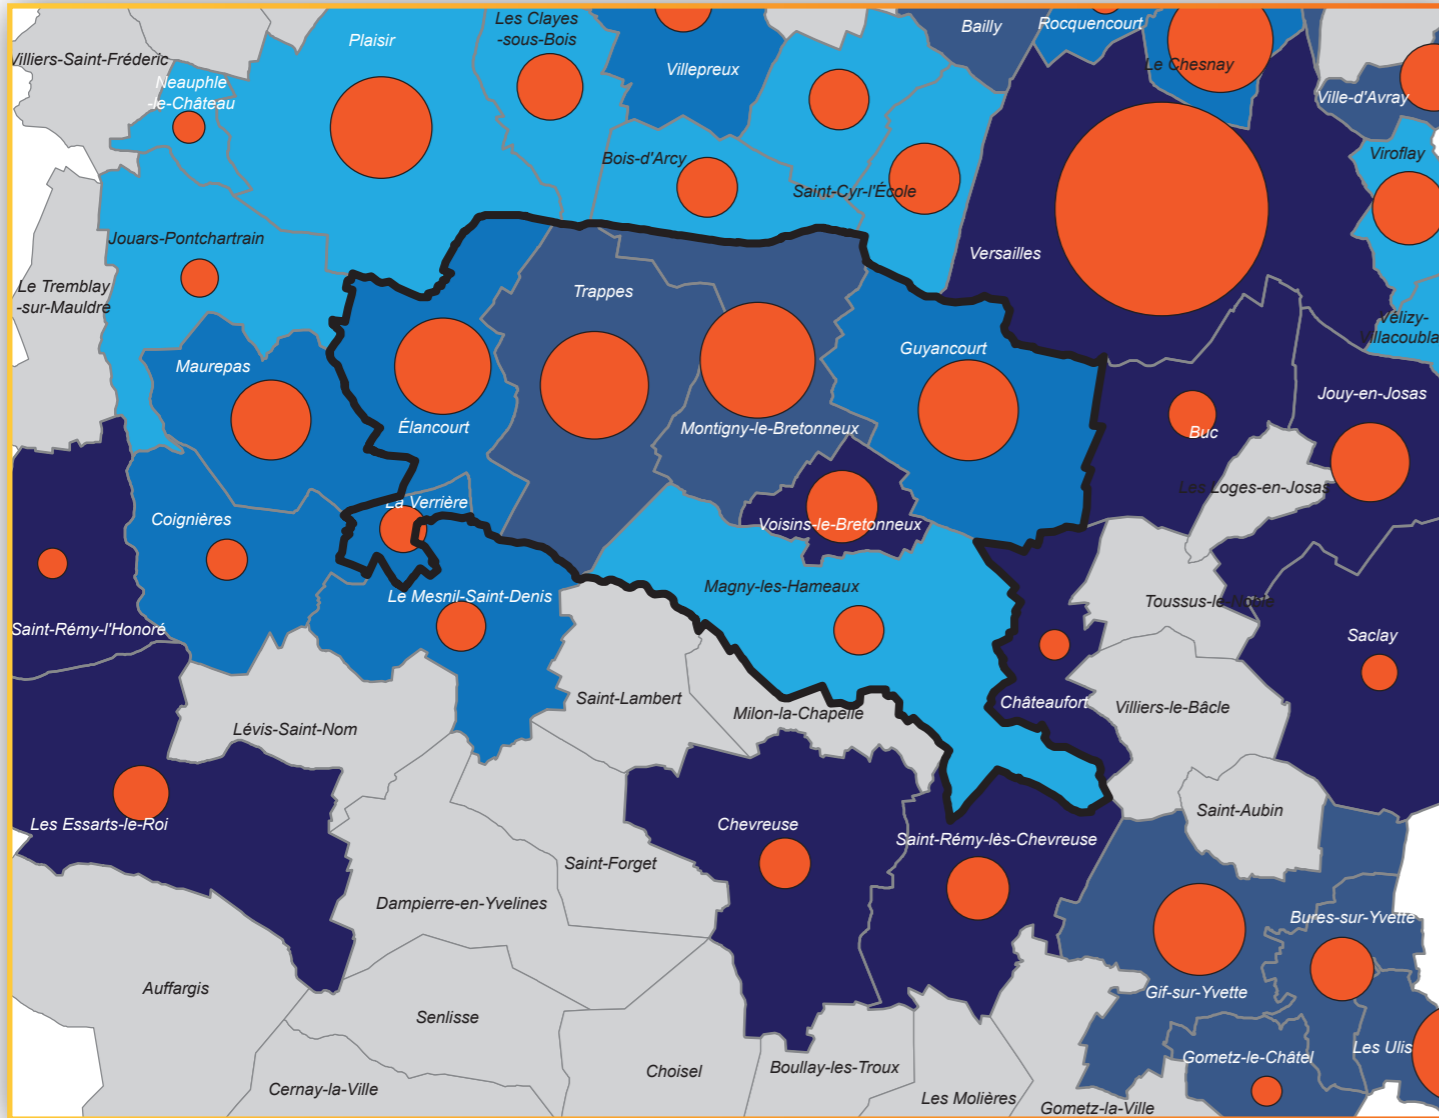 Les Clayes
-sous-Bois
Plaisir
Bailly
Rocquencourt
Villiers-Saint-Fréderic
Villepreux
Le Chesnay
Neauphle
-le-Château
Ville-d'Avray
Bois-d'Arcy
Viroflay
Saint-Cyr-l'École
Jouars-Pontchartrain
Versailles
Le Tremblay
-sur-Mauldre
Trappes
Vélizy-
Villacoubla
Guyancourt
Maurepas
Jouy-en-Josas
Élancourt
Montigny-le-Bretonneux
Buc
Les Loges-en-Josas
La Verrière
Coignières
Voisins-le-Bretonneux
Magny-les-Hameaux
Le Mesnil-Saint-Denis
Toussus-le-Noble
Saint-Rémy-l'Honoré
Saclay
Saint-Lambert
Châteaufort
Villiers-le-Bâcle
Milon-la-Chapelle
Lévis-Saint-Nom
Saint-Aubin
Les Essarts-le-Roi
Chevreuse
Saint-Rémy-lès-Chevreuse
Saint-Forget
Dampierre-en-Yvelines
Bures-sur-Yvette
Auffargis
Gif-sur-Yvette
Senlisse
Les Ulis
Gometz-le-Châtel
Boullay-les-Troux
Choisel
Cernay-la-Ville
Les Molières
Gometz-la-Ville